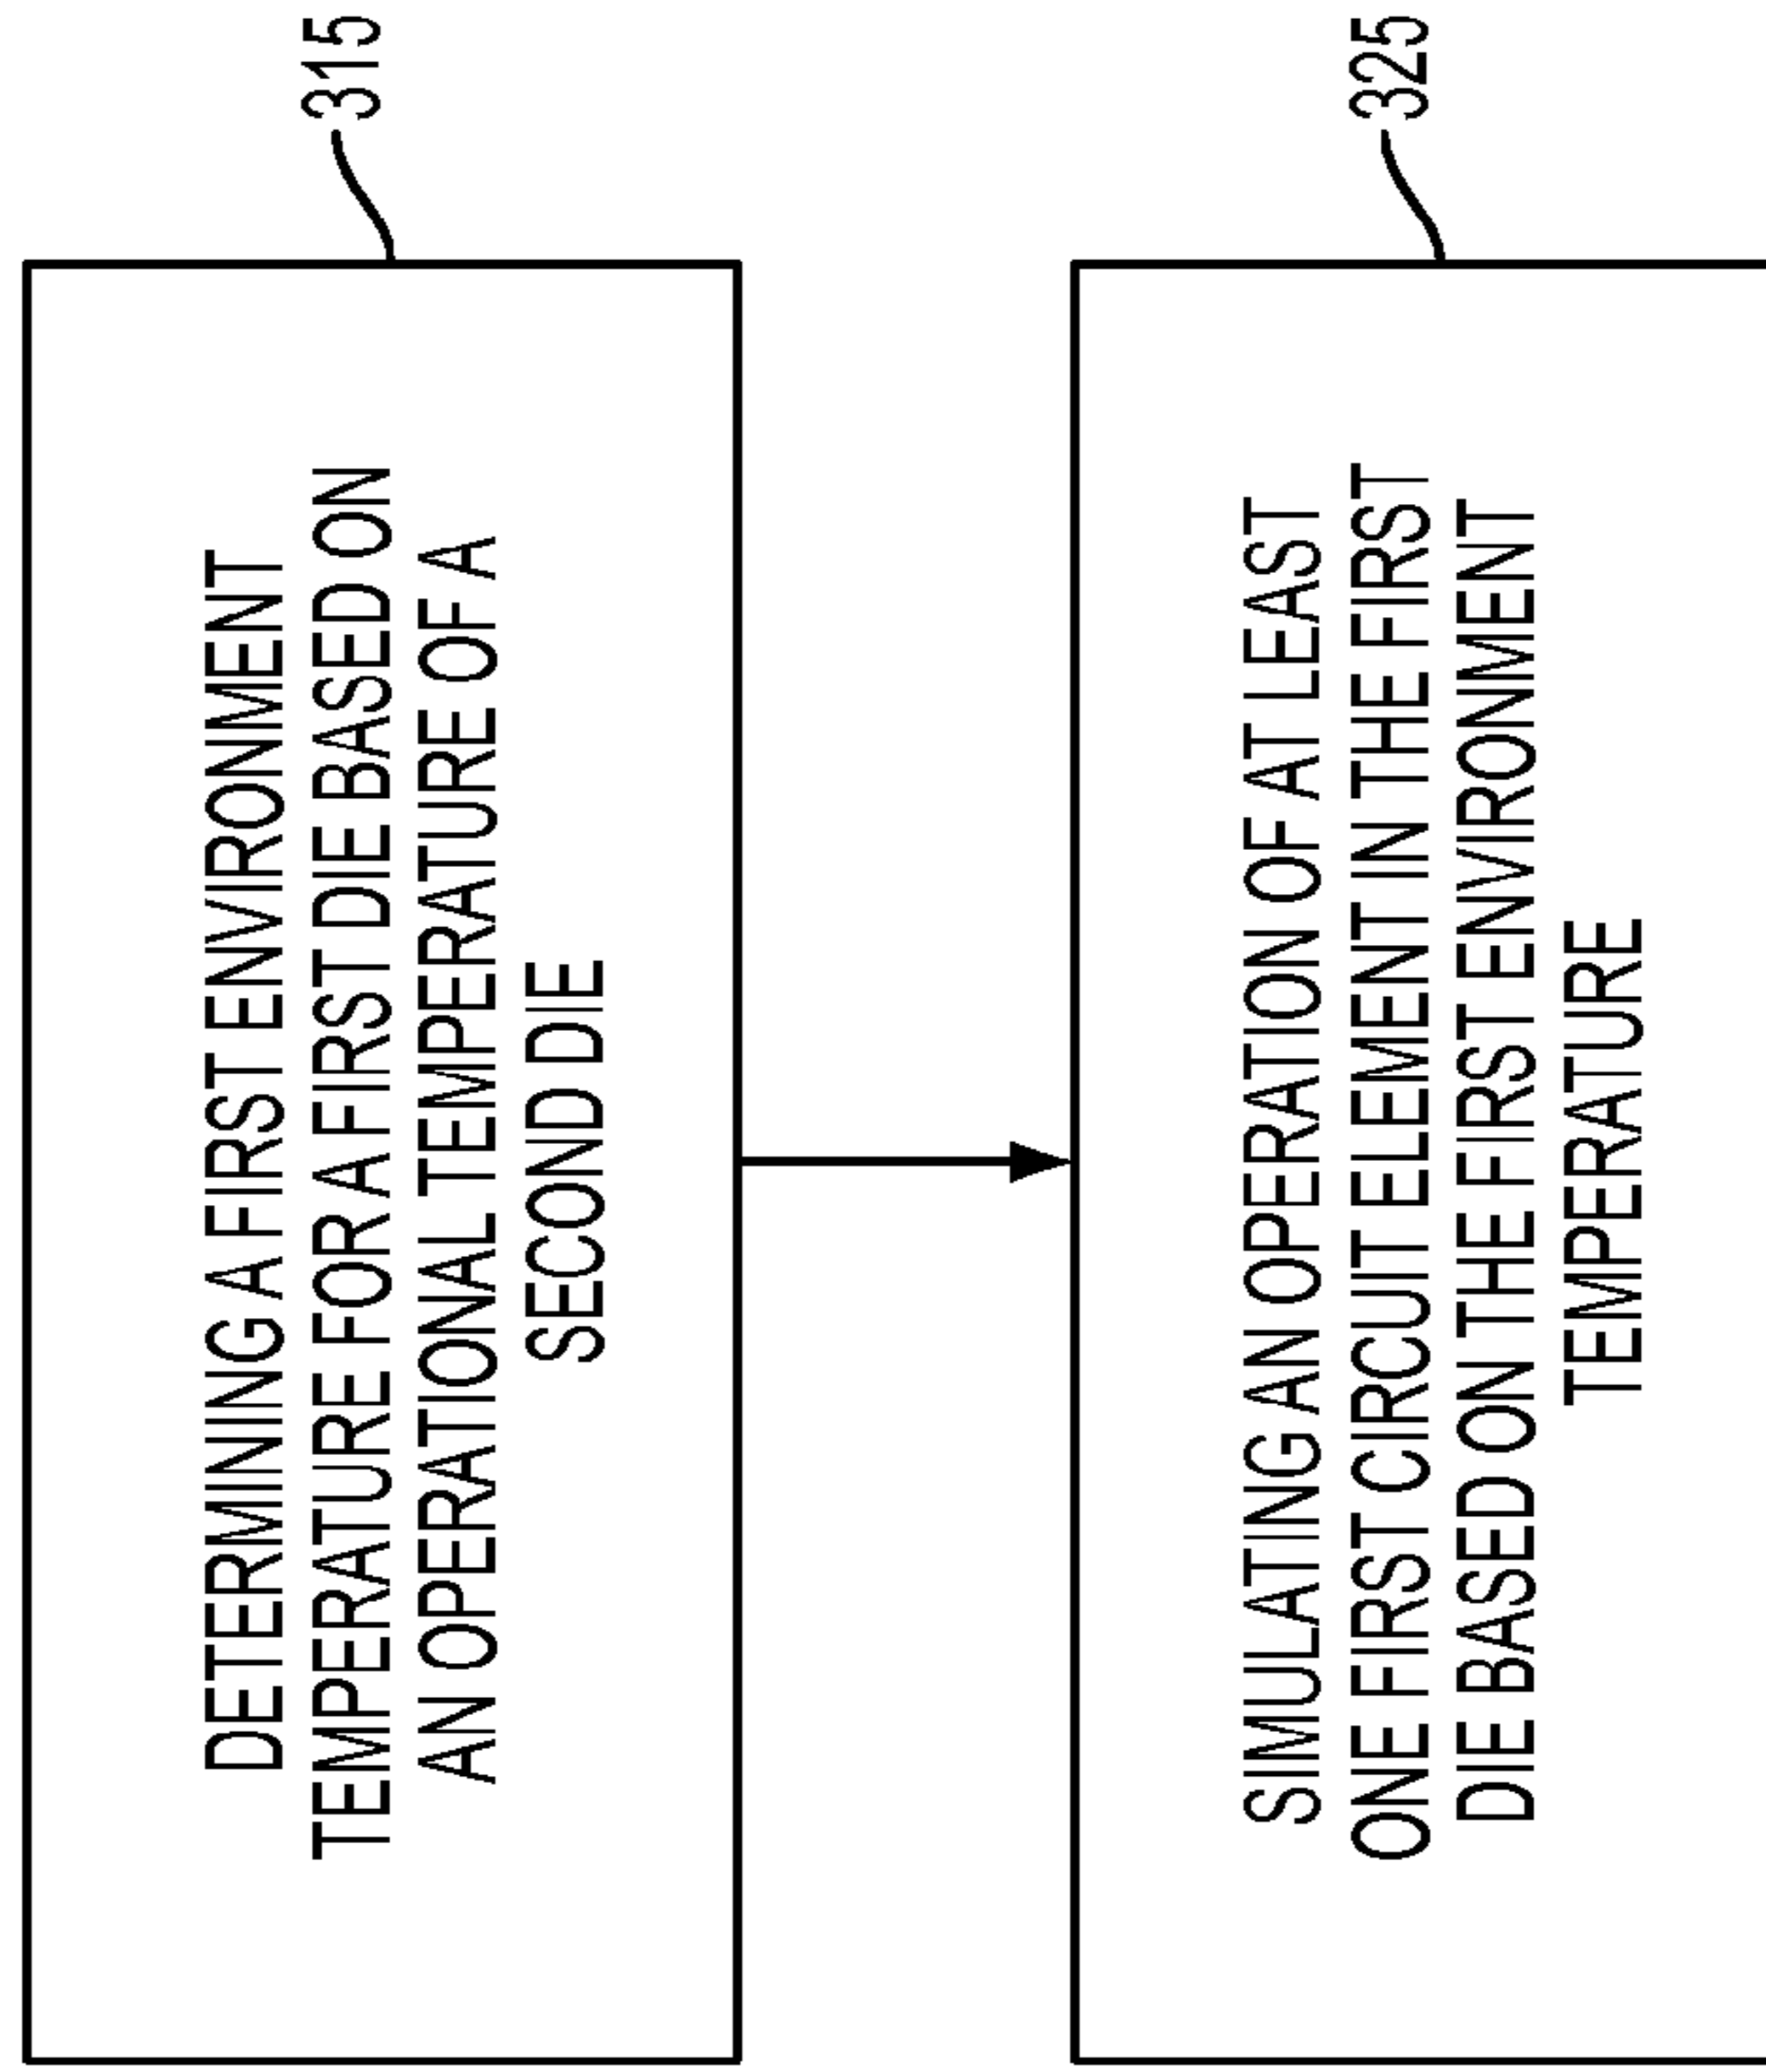 DETERMINING A FIRST ENVIRONMENT
TEMPERATURE FOR A FIRST DIE BASED ON
AN OPERATIONAL TEMPERATURE OF A
SECOND DIE
315
SIMULATING AN OPERATION OF AT LEAST
ONE FIRST CIRCUIT ELEMENT IN THE FIRST
DIE BASED ON THE FIRST ENVIRONMENT
TEMPERATURE
325